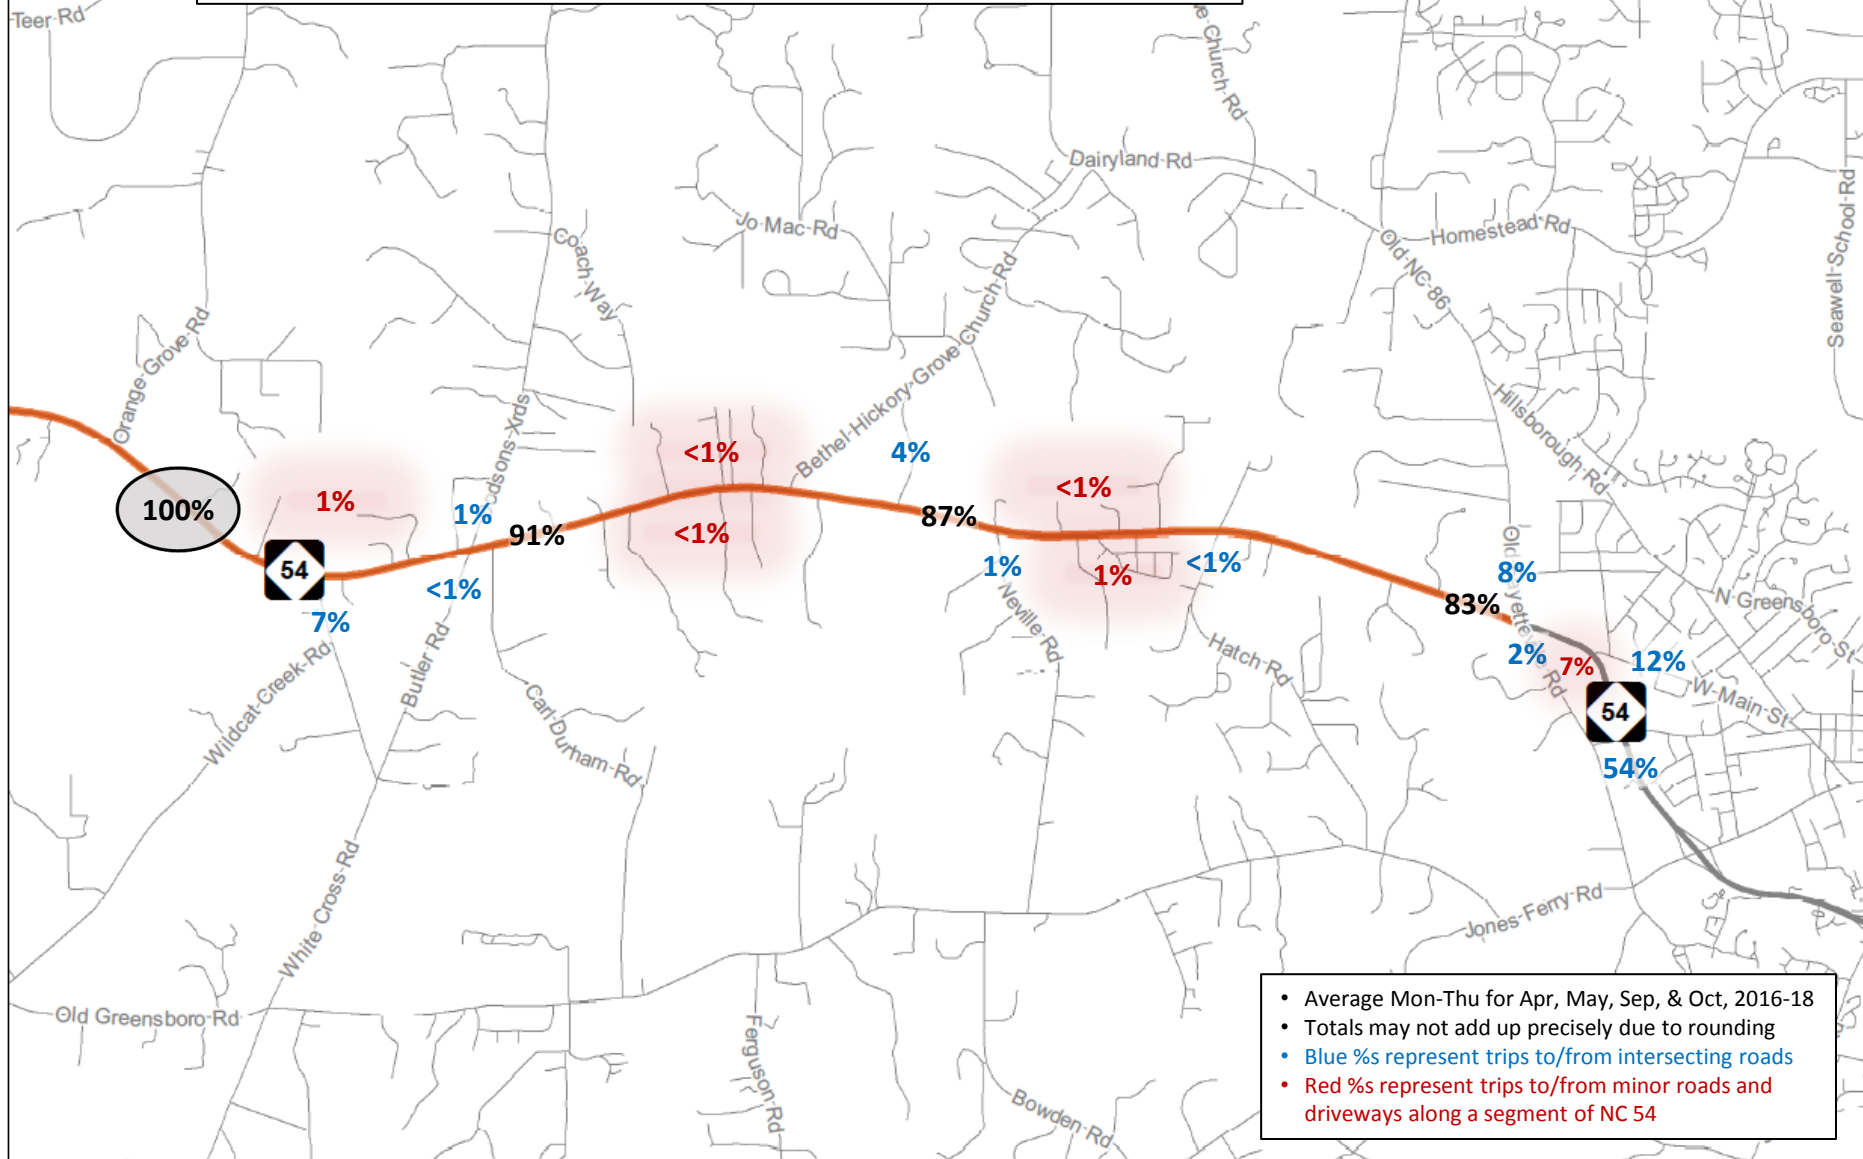 Teer Rd
e-Church-Rd
Dairyland Rd
Seawell-School-Rd
Jo-Mac-Rd
Coach-Way
Old-NC-86
Homestead Rd
Orange-Grove-Rd
Bethel-Hickory-Grove-Church-Rd
Hillsborough-Rd
dsons-Xrds
<1%
4%
100%
1%
1%
91%
<1%
87%
<1%
54
<1%
1%
1%
<1%
8%
83%
N Greensboro-St
7%
Wildcat-Creek-Rd
Butler Rd
Carl-Durham-Rd
Neville-Rd
Hatch-Rd
2%
7%
12%
54
W-Main-St
54%
White-Cross-Rd
Jones-Ferry-Rd
Old Greensboro-Rd
Ferguson-Rd
Bowden-Rd
• Average Mon-Thu for Apr, May, Sep, & Oct, 2016-18
• Totals may not add up precisely due to rounding
• Blue %s represent trips to/from intersecting roads
• Red %s represent trips to/from minor roads and
driveways along a segment of NC 54